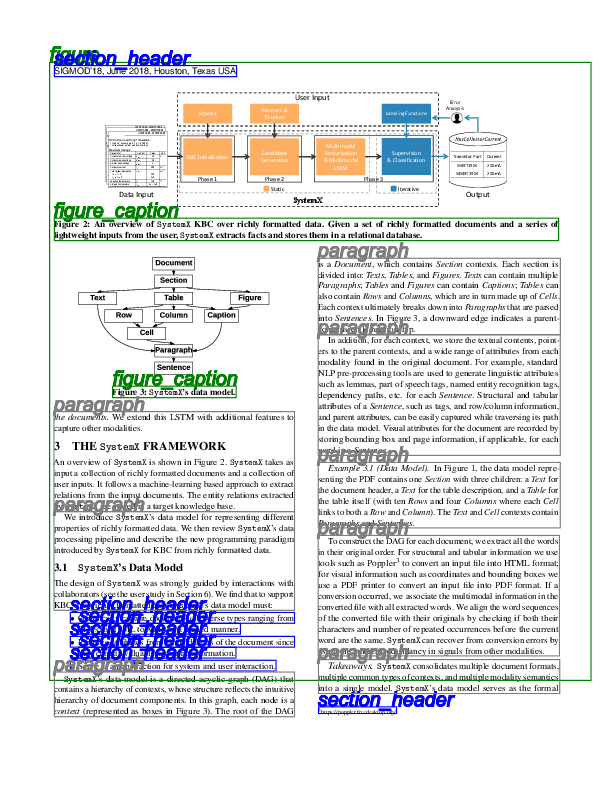 figure
section_header
SIGMOD'18, June 2018, Houston, Texas USA
User Input
Error
Analysis
Schema
Matchers &
Throttlers
Labeling Functions
HasCollectorCurrent
KBC Initialization
Candidate
Generation
Multimodal
Featurization
& Multimodal
LSTM
Supervision
& Classification
Transistor Part Current
SMBT3904 200mA
MMBT3904 200mA
Phase 1
Phase 2
Phase 3
Data Input
Static
Iterative
SystemX
Output
figure_caption
Figure 2: An overview of SystemX KBC over richly formatted data. Given a set of richly formatted documents and a series of
lightweight inputs from the user, SystemX extracts facts and stores them in a relational database.
Document
Section
Text Table Figure
Row Column Caption
Cell
Paragraph
Sentence
figure_caption
Figure 3: SystemX's data model.
paragraph
the documents. We extend this LSTM with additional features to
capture other modalities.
3 THE SystemX FRAMEWORK
An overview of SystemX is shown in Figure 2. SystemX takes as
input a collection of richly formatted documents and a collection of
user inputs. It follows a machine-learning based approach to extract
relations from the input documents. The entity relations extracted
a target knowledge base.
paragraph
We introduce SystemX's data model for representing different
properties of richly formatted data. We then review SystemX's data
processing stages and describe the new programming paradigm
introduced by SystemX for KBC from richly formatted data.
3.1 SystemX's Data Model
The design of SystemX was strongly guided by interactions with
collaborators (see the user study in Section 6). We find that to support
KBC data model must:
section_header
types ranging from
section_header
manner.
section_header
of the document since
section_header
for system and user interaction.
paragraph
SystemX's data model is a directed acyclic graph (DAG) that
contains a hierarchy of contexts, whose structure reflects the intuitive
hierarchy of document components. In this graph, each node is a
context (represented as boxes in Figure 3). The root of the DAG
paragraph
is a Document, which contains Section contexts. Each section is
divided into: Texts, Tables, and Figures. Texts can contain multiple
Paragraphs; Tables and Figures can contain Captions; Tables can
also contain Rows and Columns, which are in turn made up of Cells.
Each context ultimately breaks down into Paragraphs that are parsed
into Sentences. In Figure 3, a downward edge indicates a parent-
paragraph
In addition, for each context, we store the textual contents, point-
ers to the parent contexts, and a wide range of attributes from each
modality found in the original document. For example, standard
NLP pre-processing tools are used to generate linguistic attributes
such as lemmas, part of speech tags, named entity recognition tags,
dependency paths, etc. for each Sentence. Structural and tabular
attributes of a Sentence, such as tags, and row/column information,
and parent attributes, can be easily captured while traversing its path
in the data model. Visual attributes for the document are recorded by
storing bounding box and page information, if applicable, for each
paragraph
Example 3.1 (Data Model). In Figure 1, the data model repre-
senting the PDF contains one Section with three children: a Text for
the document header, a Text for the table description, and a Table for
the table itself (with ten Rows and four Columns where each Cell
links to both a Row and Column). The Text and Cell contexts contain
Paragraphs and Sentences.
paragraph
To construct the DAG for each document, we extract all the words
in their original order. For structural and tabular information we use
tools such as Poppler3 to convert an input file into HTML format;
for visual information such as coordinates and bounding boxes we
use a PDF printer to convert an input file into PDF format. If a
conversion occurred, we associate the multimodal information in the
converted file with all extracted words. We align the word sequences
of the converted file with their originals by checking if both their
characters and number of repeated occurrences before the current
word are the same. SystemX can recover from conversion errors by
in signals from other modalities.
paragraph
Takeaways. SystemX consolidates multiple document formats,
multiple common types of contexts, and multiple modality semantics
into a single model. SystemX's data model serves as the formal
section_header